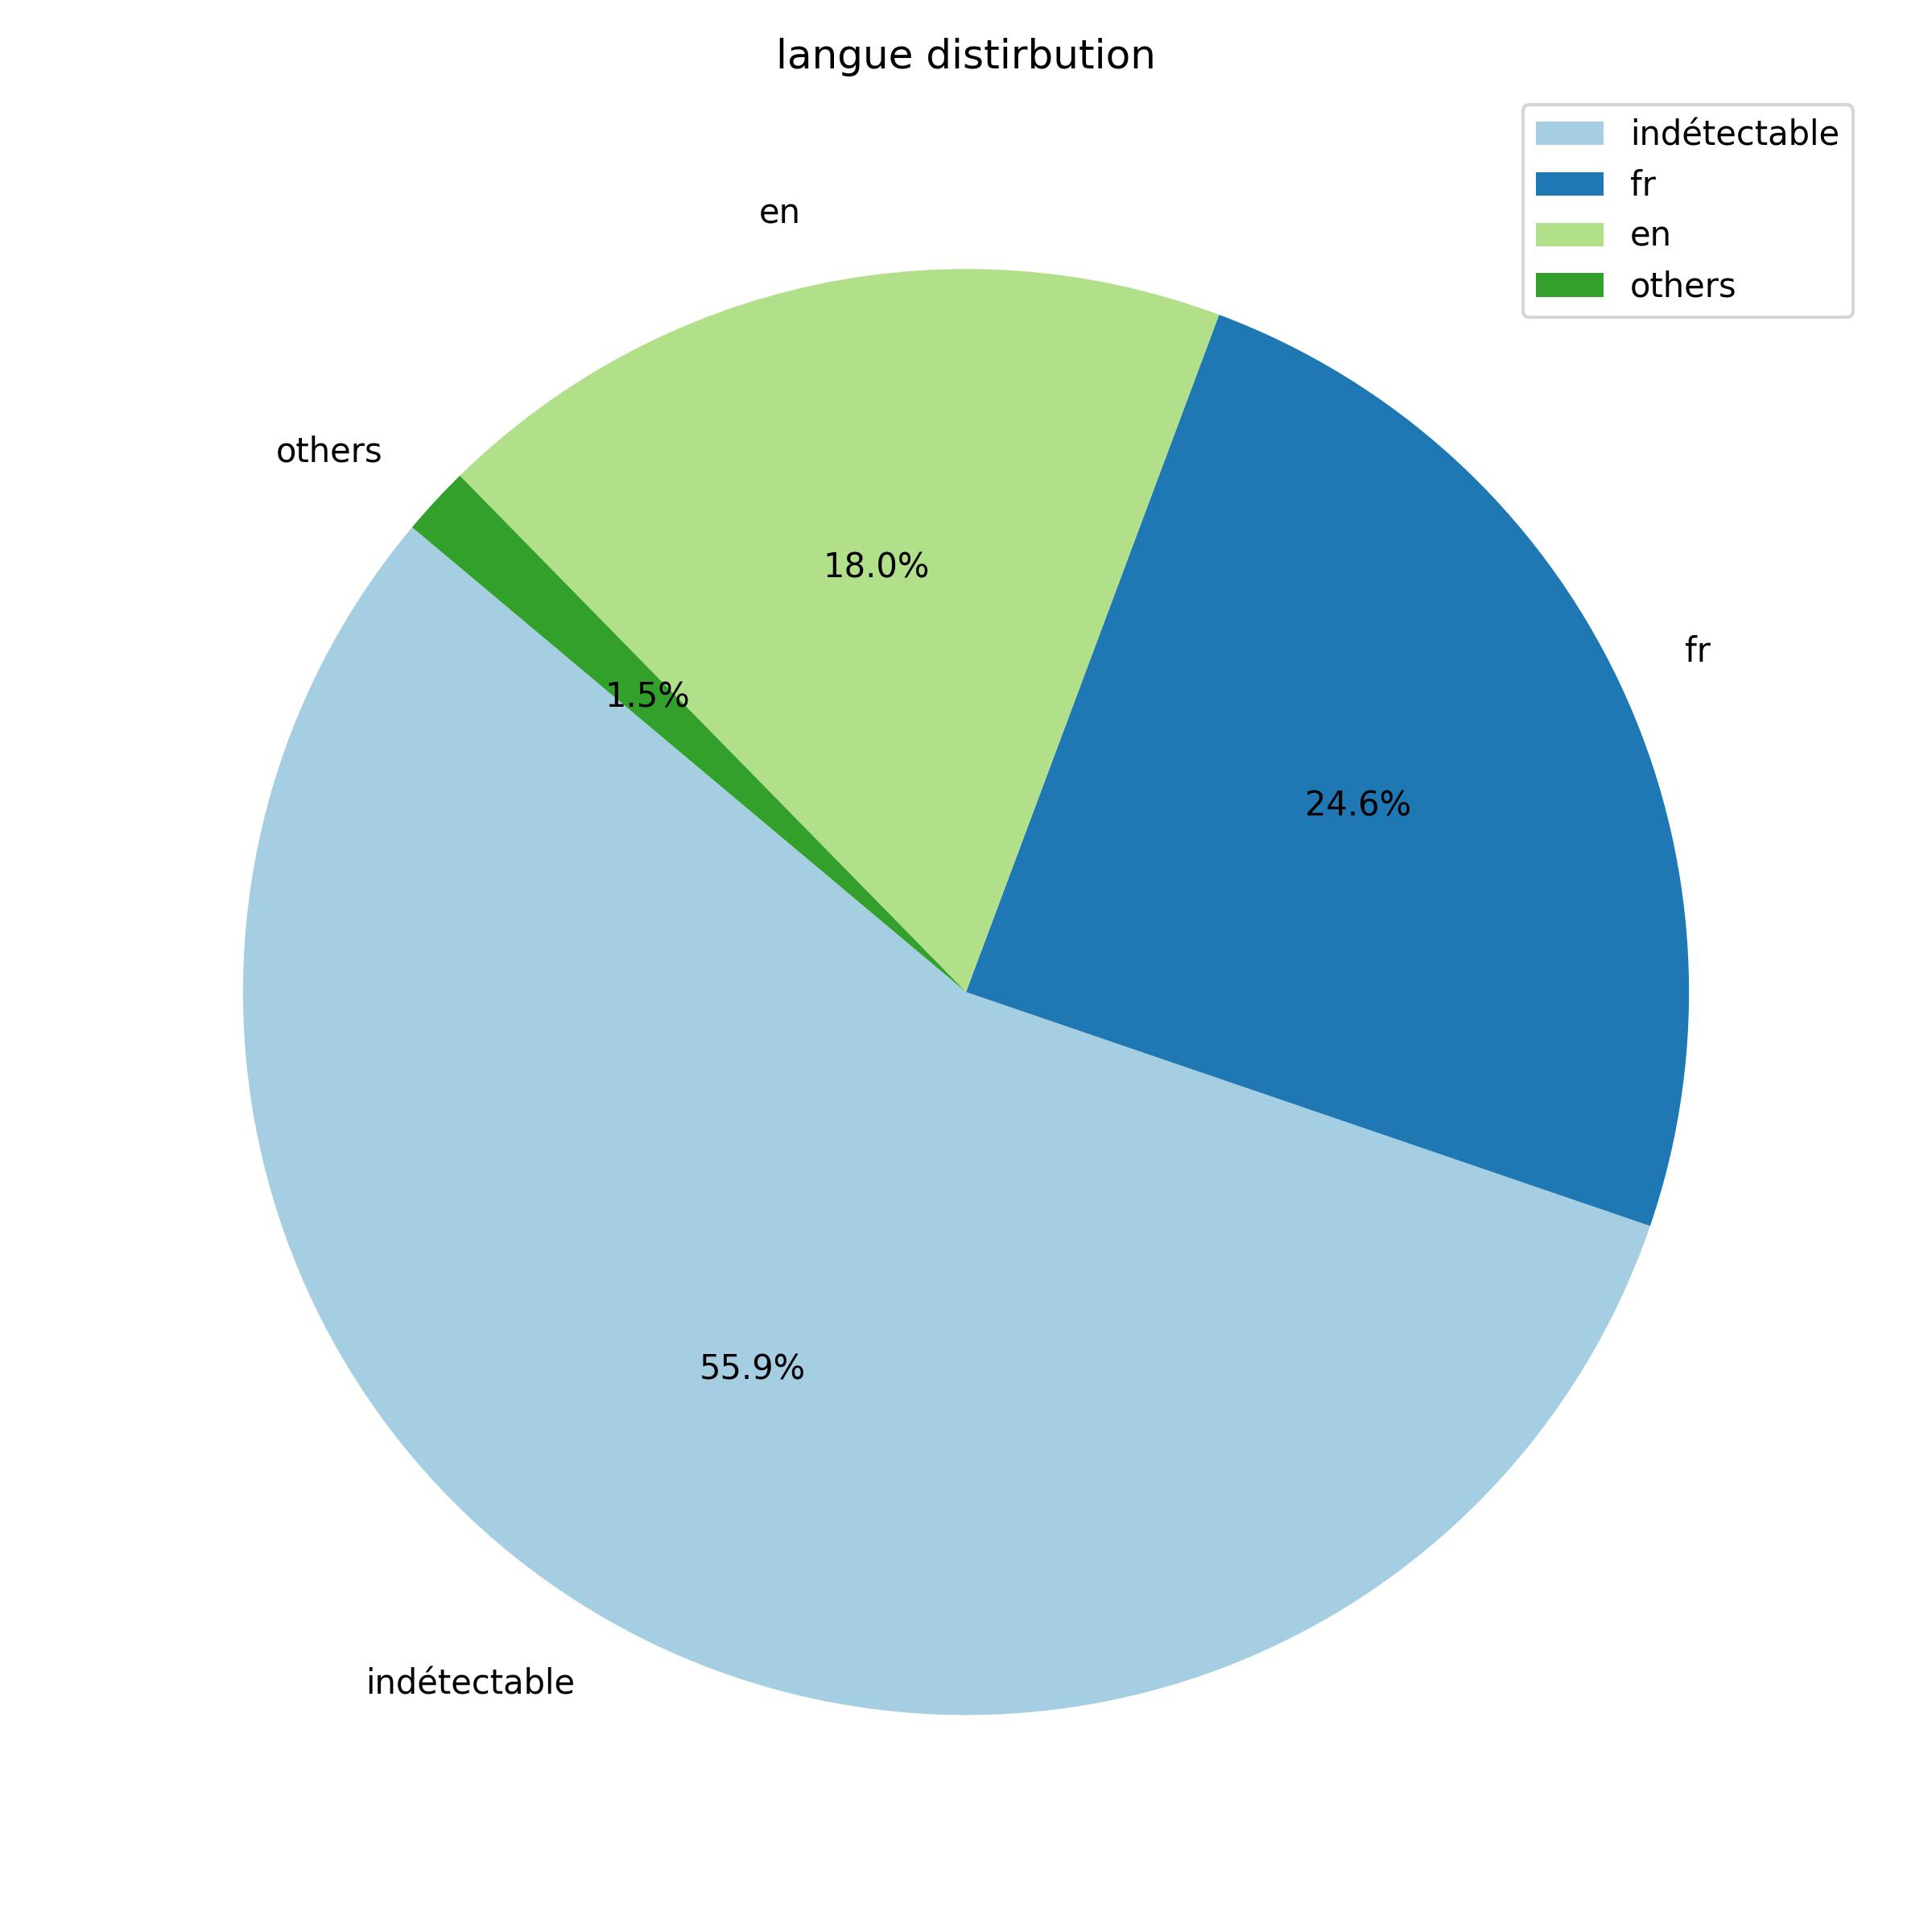 langue distirbution
indétectable
fr
en
others
en
others
18.0%
fr
1.5%
24.6%
55.9%
indétectable